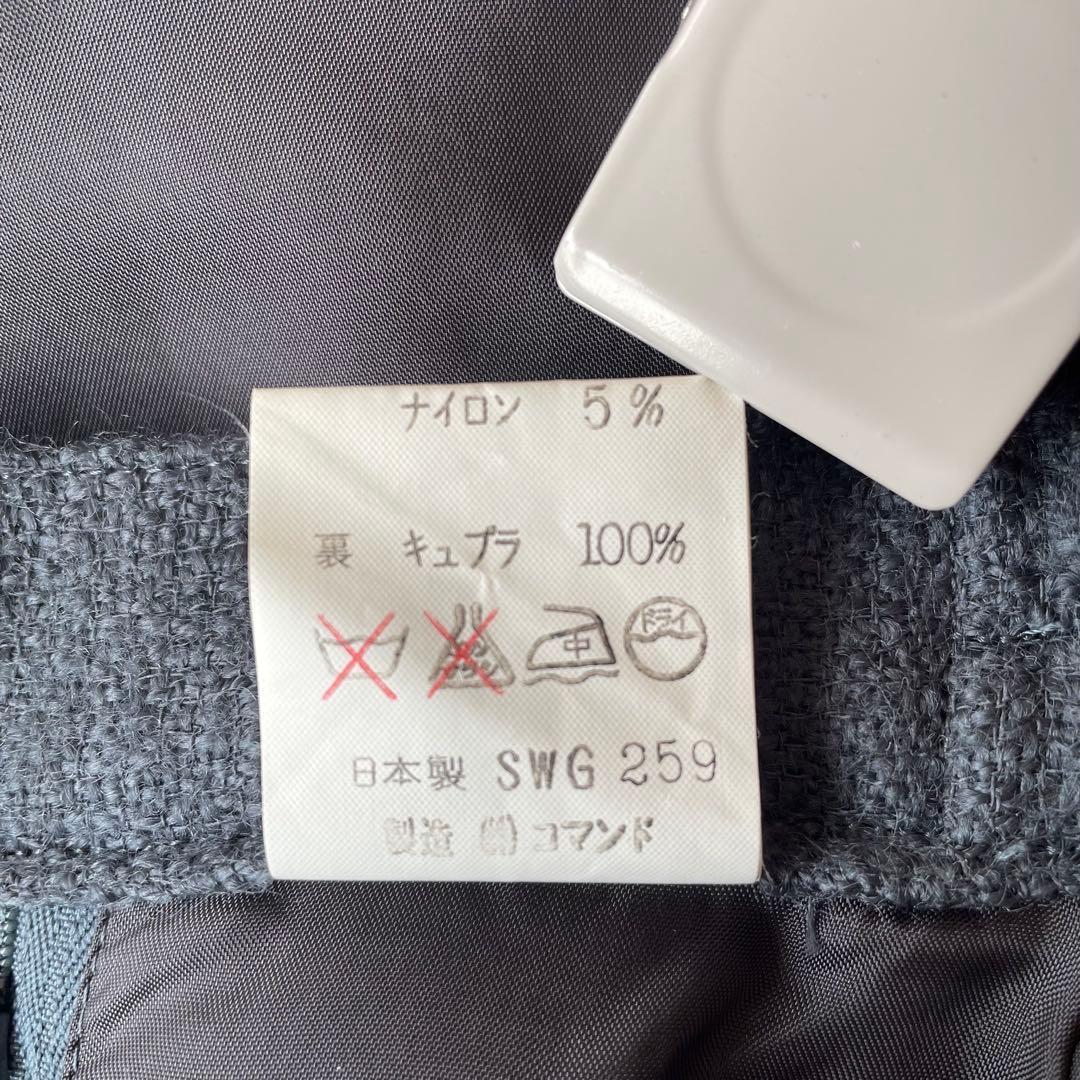 ナイロン 5%
裏 キュプラ 100%
中 ドライ
日本製 SWG 259
製造 ㈱ コマンド